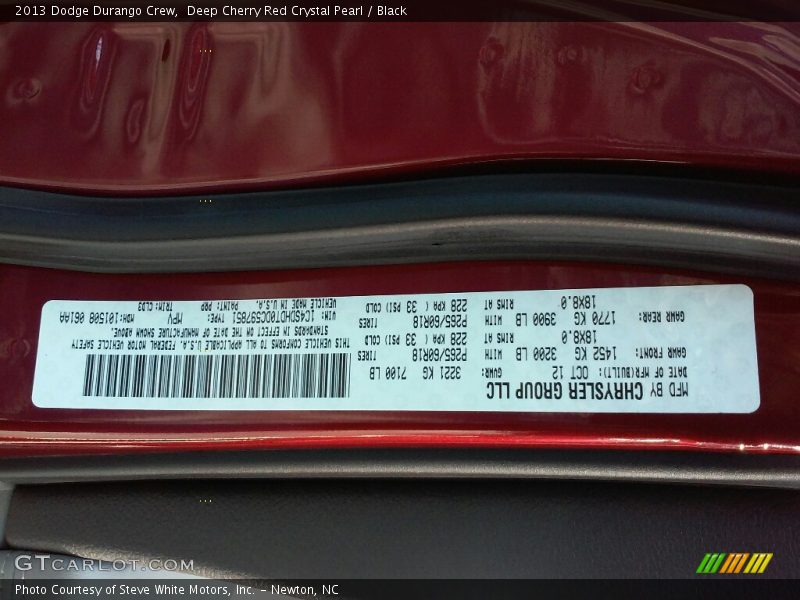 2013 Dodge Durango Crew, Deep Cherry Red Crystal Pearl / Black
MFD BY CHRYSLER GROUP LLC
DATE OF MFR(BUILT): OCT 12 GVWR: 3221 KG 7100 LB
GAWR FRONT: 1452 KG 3200 LB WITH P265/60R18 TIRES
18X8.0 RIMS AT 228 KPA ( 33 PSI) COLD
GAWR REAR: 1770 KG 3900 LB WITH P265/60R18 TIRES
18X8.0 RIMS AT 228 KPA ( 33 PSI) COLD
THIS VEHICLE CONFORMS TO ALL APPLICABLE U.S.A. FEDERAL MOTOR VEHICLE SAFETY
STANDARDS IN EFFECT ON THE DATE OF MANUFACTURE SHOWN ABOVE.
VIN: 1C4SDHDT0DC597851 TYPE: MPV MDH:101508 061AA
VEHICLE MADE IN U.S.A. PAINT: PRP TRIM: CLD3
GTCARLOT.COM
Photo Courtesy of Steve White Motors, Inc. – Newton, NC